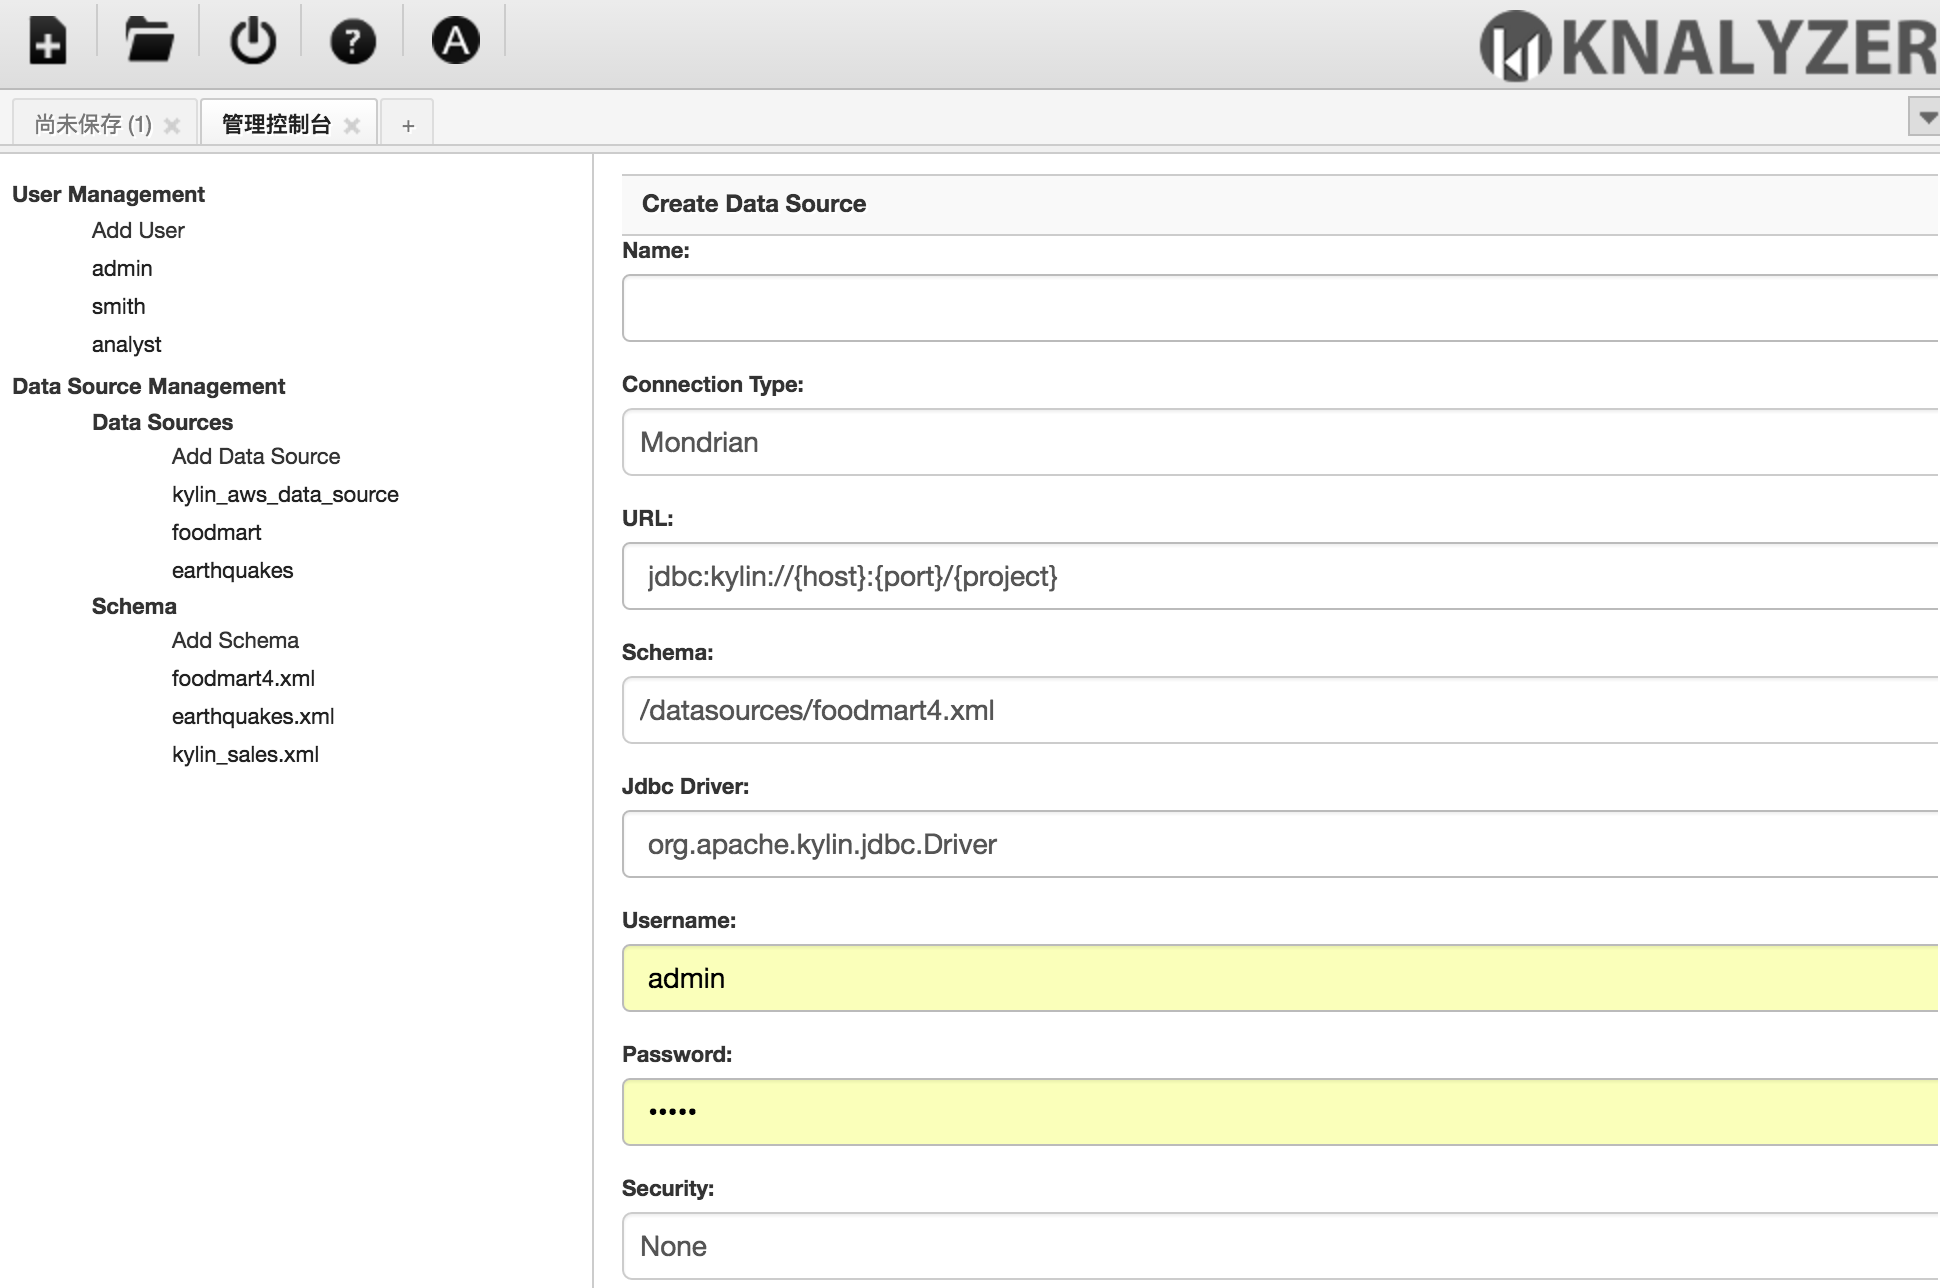 ? A
KNALYZER
尚未保存 (1) × 管理控制台 × +
User Management
Add User
admin
smith
analyst
Data Source Management
Data Sources
Add Data Source
kylin_aws_data_source
foodmart
earthquakes
Schema
Add Schema
foodmart4.xml
earthquakes.xml
kylin_sales.xml
Create Data Source
Name:
Connection Type:
Mondrian
URL:
jdbc:kylin://{host}:{port}/{project}
Schema:
/datasources/foodmart4.xml
Jdbc Driver:
org.apache.kylin.jdbc.Driver
Username:
admin
Password:
•••••
Security:
None